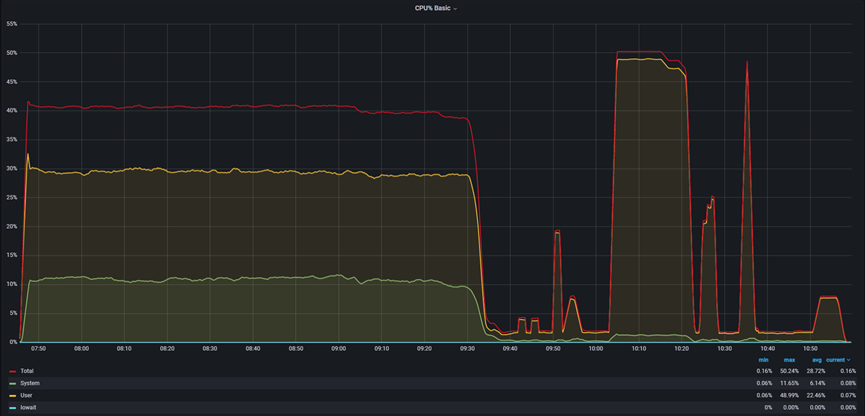 CPU% Basic
55%
50%
45%
40%
35%
30%
25%
20%
15%
10%
5%
0%
07:50 08:00 08:10 08:20 08:30 08:40 08:50 09:00 09:10 09:20 09:30 09:40 09:50 10:00 10:10 10:20 10:30 10:40 10:50
min max avg current
Total 0.16% 50.24% 28.72% 0.16%
System 0.06% 11.65% 6.14% 0.08%
User 0.06% 48.99% 22.46% 0.07%
Iowait 0% 0.00% 0.00% 0.00%